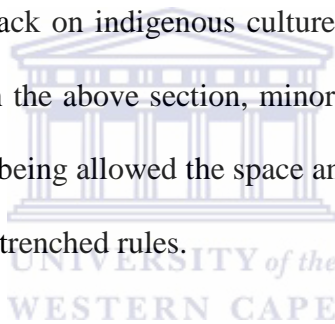 ack on indigenous culture
the above section, minor
being allowed the space an
trenched rules.
UNIVERSITY of the
WESTERN CAPE